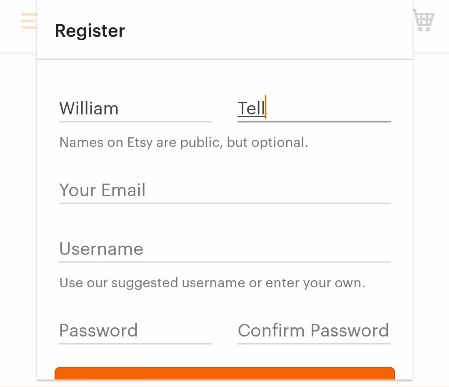 Register
William Tell
Names on Etsy are public, but optional.
Your Email
Username
Use our suggested username or enter your own.
Password Confirm Password